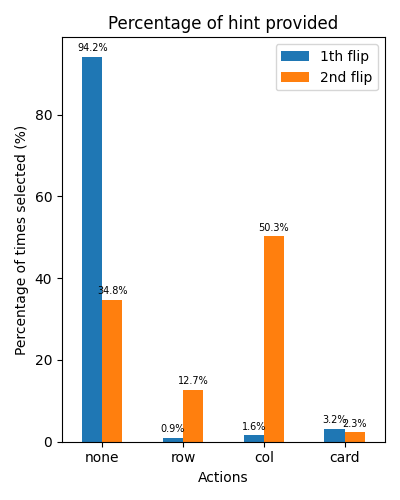 Percentage of hint provided
94.2%
1th flip
2nd flip
80
60
50.3%
40
34.8%
20
12.7%
0.9%
1.6%
3.2%
2.3%
0
none row col card
Actions
Percentage of times selected (%)